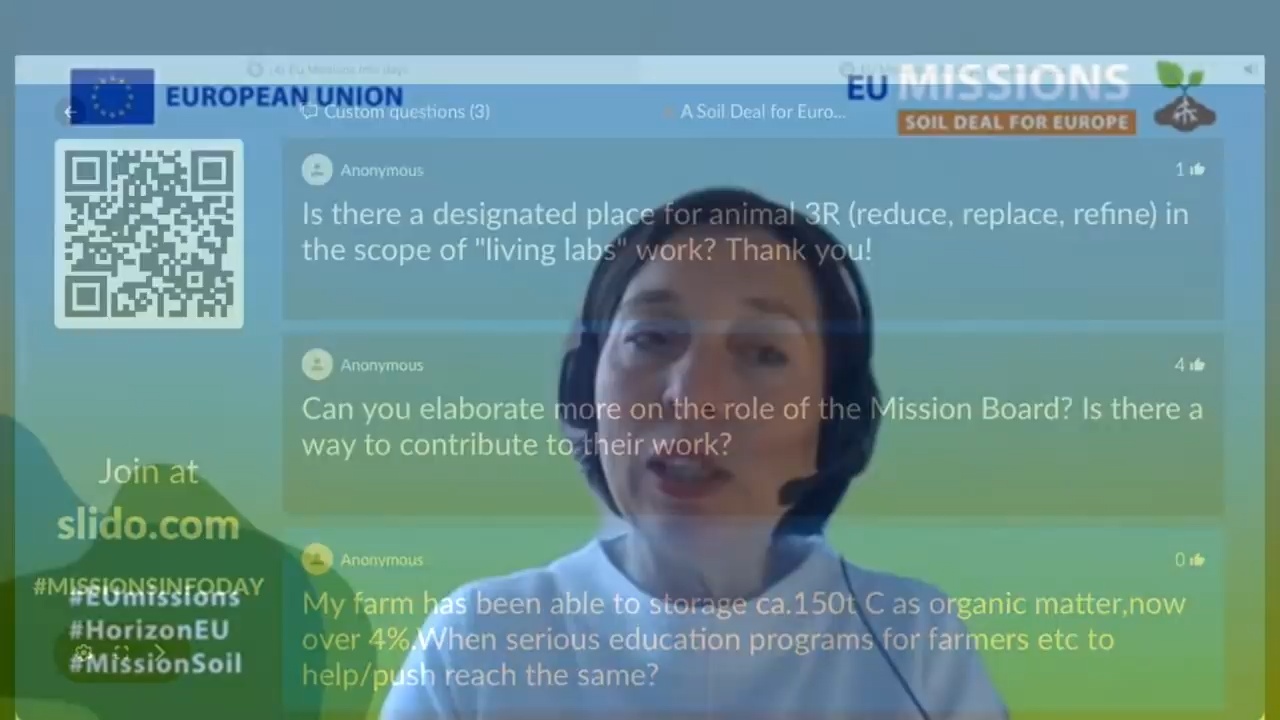 EUROPEAN UNION
EU MISSIONS
SOIL DEAL FOR EUROPE
Custom questions (3)
A Soil Deal for Euro...
Anonymous
1
Is there a designated place for animal 3R (reduce, replace, refine) in
the scope of "living labs" work? Thank you!
Anonymous
4
Can you elaborate more on the role of the Mission Board? Is there a
way to contribute to their work?
Join at
slido.com
#MISSIONSINFODAY
#EUmissions
#HorizonEU
#MissionSoil
Anonymous
0
My farm has been able to storage ca.150t C as organic matter,now
over 4%.When serious education programs for farmers etc to
help/push reach the same?